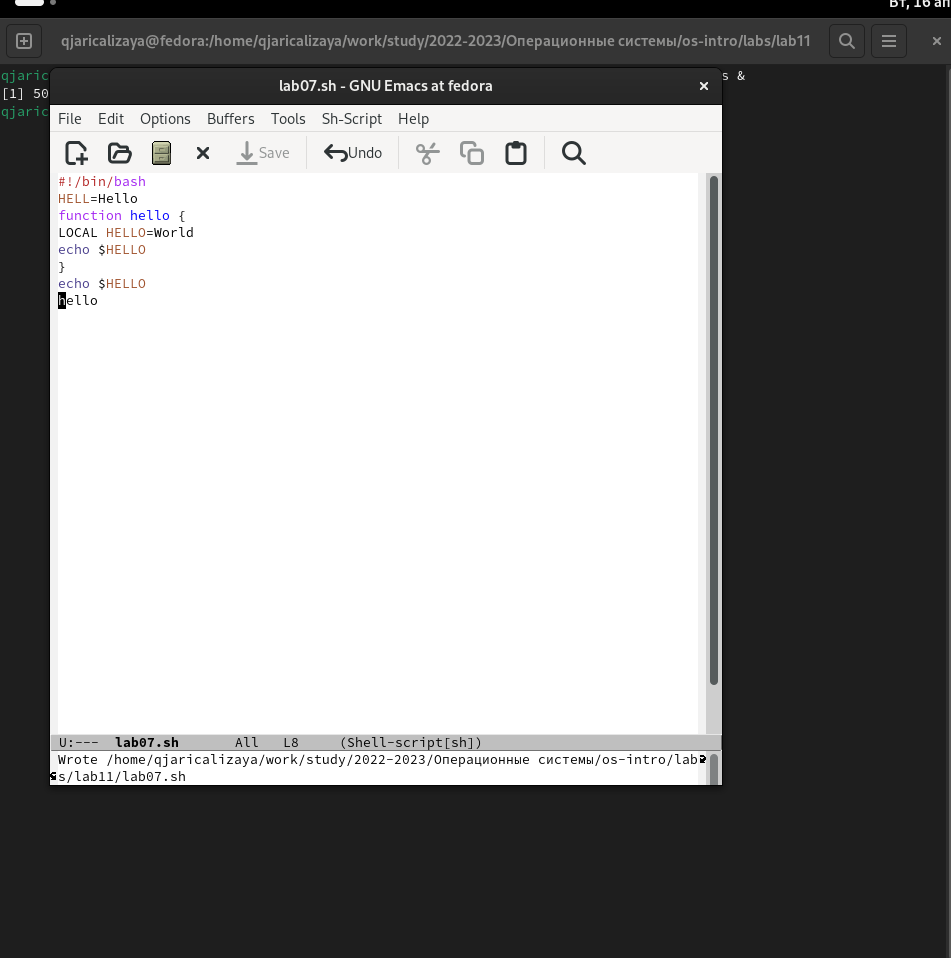 Вт, 16 ап
qjaricalizaya@fedora:/home/qjaricalizaya/work/study/2022-2023/Операционные системы/os-intro/labs/lab11
qjaric
s &
[1] 50
qjaric
lab07.sh - GNU Emacs at fedora
File Edit Options Buffers Tools Sh-Script Help
Save Undo
#!/bin/bash
HELL=Hello
function hello {
LOCAL HELLO=World
echo $HELLO
}
echo $HELLO
hello
U:--- lab07.sh All L8 (Shell-script[sh])
Wrote /home/qjaricalizaya/work/study/2022-2023/Операционные системы/os-intro/lab
s/lab11/lab07.sh